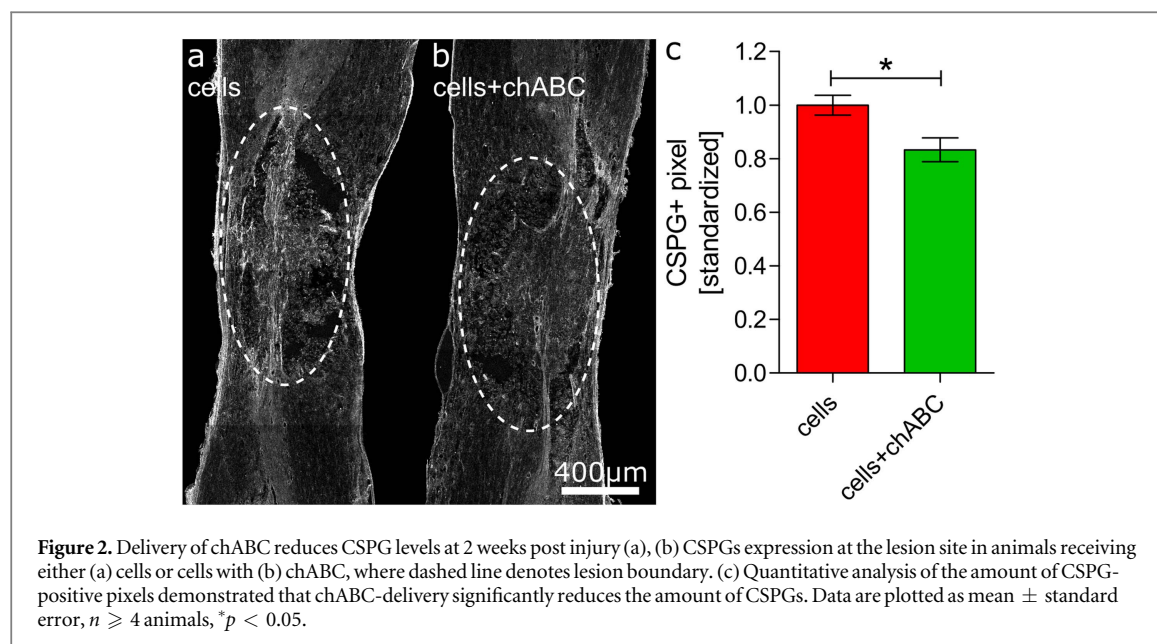 a
cells
b
cells+chABC
400µm
c
CSPG+ pixel
[standardized]
1.2
1.0
0.8
0.6
0.4
0.2
0.0
*
cells
cells+chABC
Figure 2. Delivery of chABC reduces CSPG levels at 2 weeks post injury (a), (b) CSPGs expression at the lesion site in animals receiving
either (a) cells or cells with (b) chABC, where dashed line denotes lesion boundary. (c) Quantitative analysis of the amount of CSPG-
positive pixels demonstrated that chABC-delivery significantly reduces the amount of CSPGs. Data are plotted as mean ± standard
error, n ⩾ 4 animals, *p < 0.05.